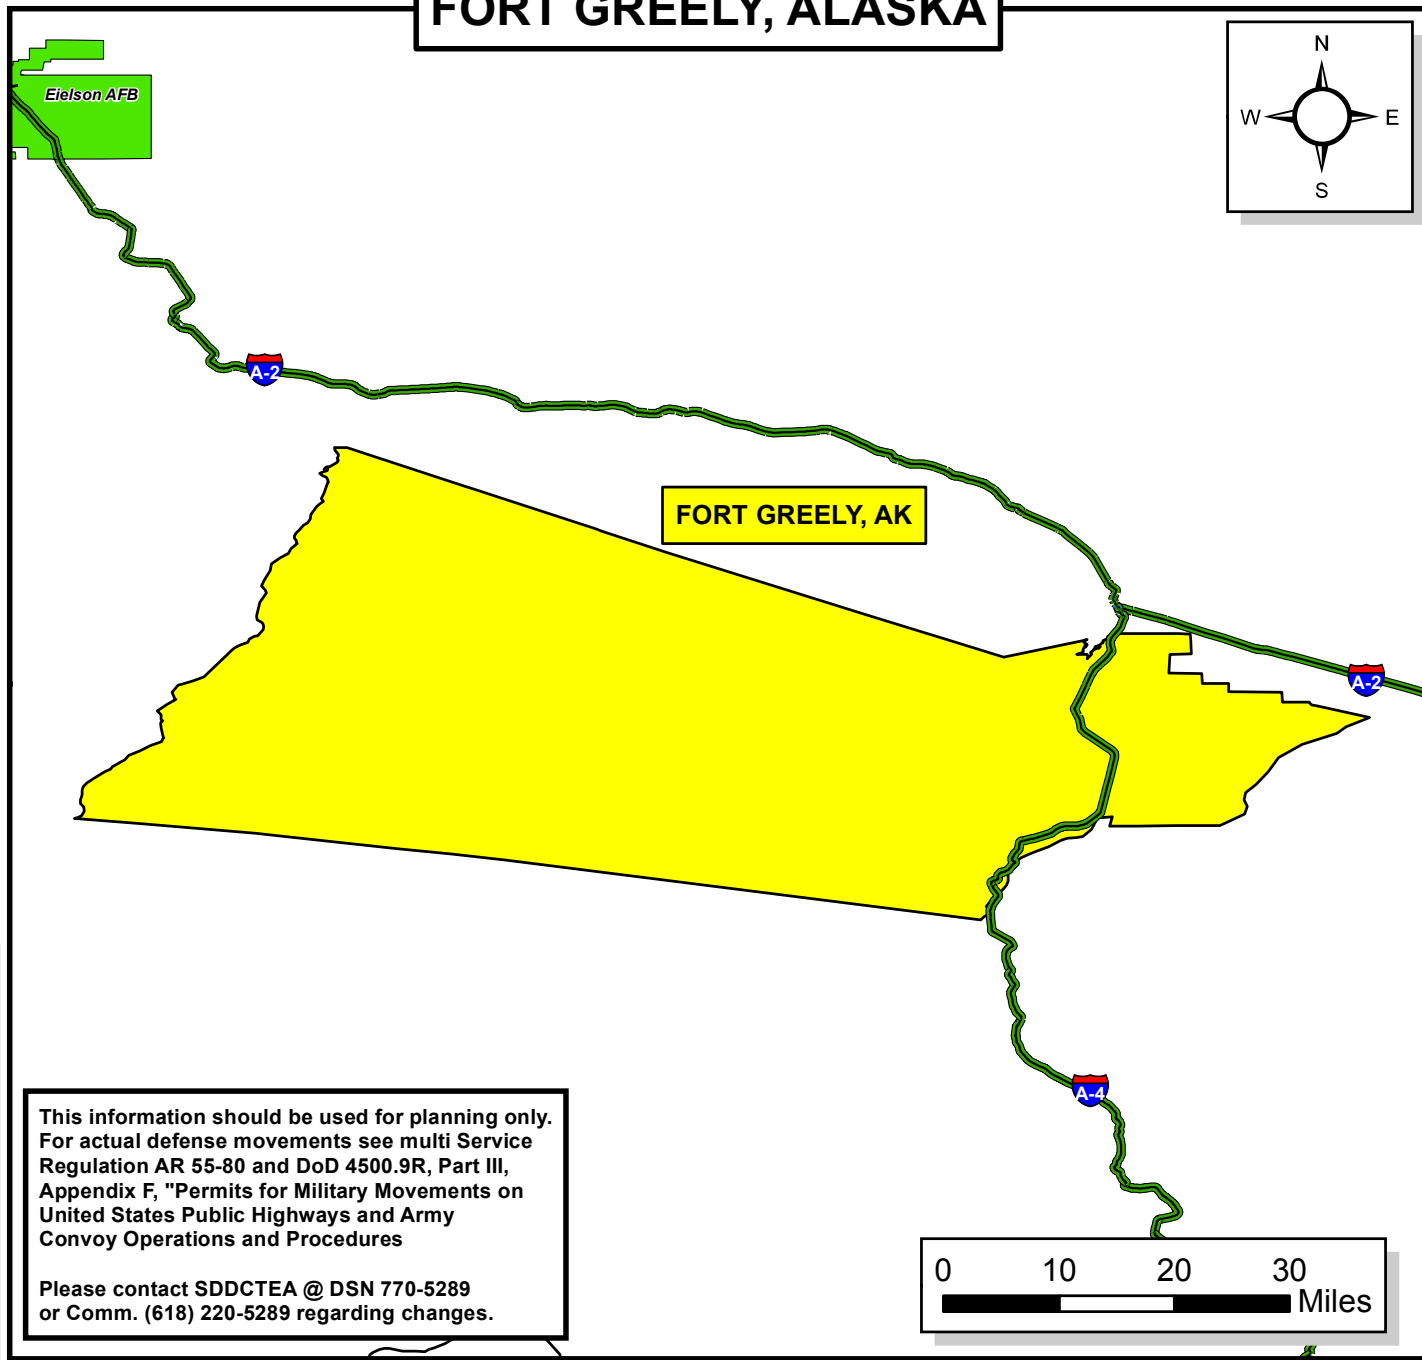 FORT GREELY, ALASKA
N
W
E
S
Eielson AFB
A-2
FORT GREELY, AK
A-2
A-4
This information should be used for planning only.
For actual defense movements see multi Service
Regulation AR 55-80 and DoD 4500.9R, Part III,
Appendix F, "Permits for Military Movements on
United States Public Highways and Army
Convoy Operations and Procedures
Please contact SDDCTEA @ DSN 770-5289
or Comm. (618) 220-5289 regarding changes.
0 10 20 30
Miles